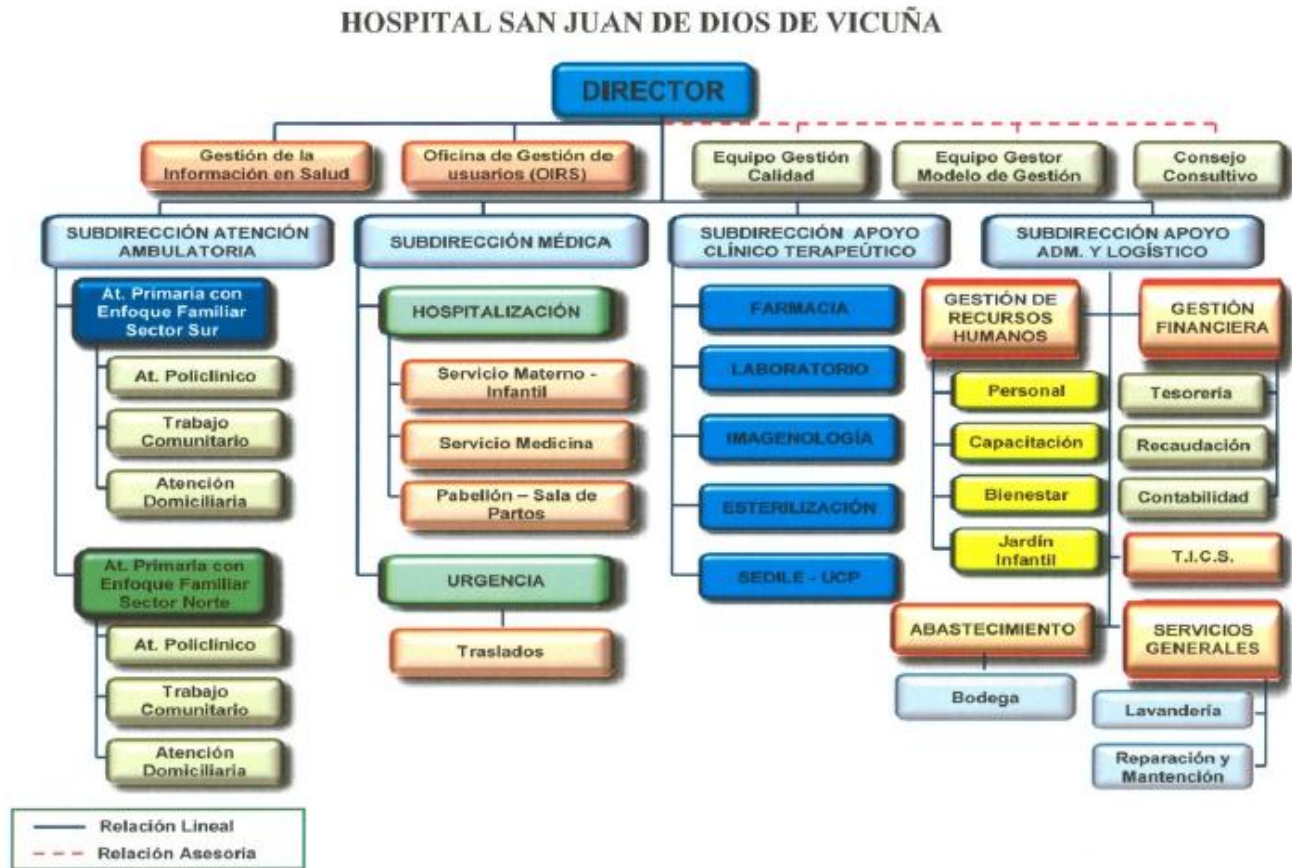 HOSPITAL SAN JUAN DE DIOS DE VICUÑA
DIRECTOR
Gestión de la
Información en Salud
Oficina de Gestión de
usuarios (OIRS)
Equipo Gestión
Calidad
Equipo Gestor
Modelo de Gestión
Consejo
Consultivo
SUBDIRECCIÓN ATENCIÓN
AMBULATORIA
At. Primaria con
Enfoque Familiar
Sector Sur
At. Policlínico
Trabajo
Comunitario
Atención
Domiciliaria
At. Primaria con
Enfoque Familiar
Sector Norte
At. Policlínico
Trabajo
Comunitario
Atención
Domiciliaria
SUBDIRECCIÓN MÉDICA
HOSPITALIZACIÓN
Servicio Materno -
Infantil
Servicio Medicina
Pabellón – Sala de
Partos
URGENCIA
Traslados
SUBDIRECCIÓN APOYO
CLÍNICO TERAPEÚTICO
FARMACIA
LABORATORIO
IMAGENOLOGÍA
ESTERILIZACIÓN
SEDILE - UCP
SUBDIRECCIÓN APOYO
ADM. Y LOGÍSTICO
GESTIÓN DE
RECURSOS
HUMANOS
Personal
Capacitación
Bienestar
Jardín
Infantil
GESTIÓN
FINANCIERA
Tesorería
Recaudación
Contabilidad
T.I.C.S.
ABASTECIMIENTO
Bodega
SERVICIOS
GENERALES
Lavandería
Reparación y
Mantención
Relación Lineal
Relación Asesoría